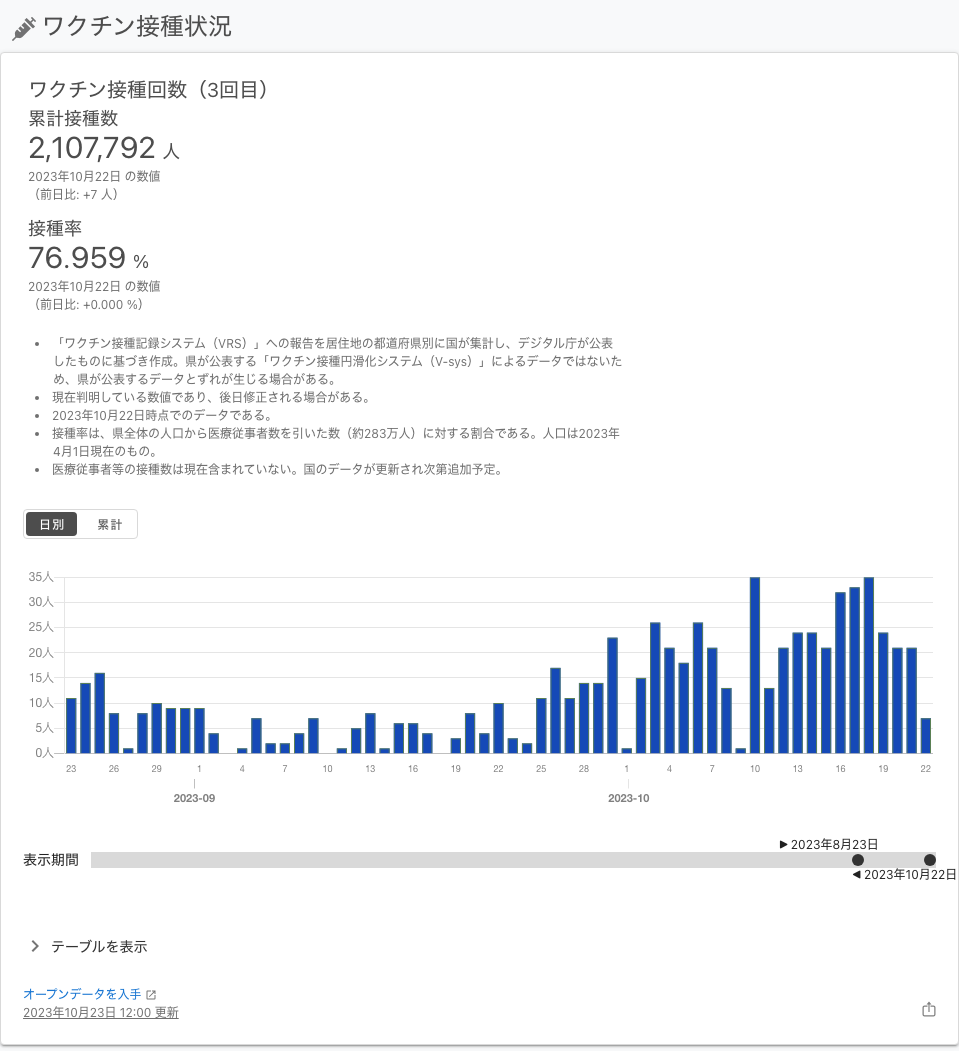 ワクチン接種状況
ワクチン接種回数（3回目）
累計接種数
2,107,792 人
2023年10月22日 の数値
（前日比: +7 人）
接種率
76.959 %
2023年10月22日 の数値
（前日比: +0.000 %）
• 「ワクチン接種記録システム（VRS）」への報告を居住地の都道府県別に国が集計し、デジタル庁が公表
したものに基づき作成。県が公表する「ワクチン接種円滑化システム（V-sys）」によるデータではないた
め、県が公表するデータとずれが生じる場合がある。
• 現在判明している数値であり、後日修正される場合がある。
• 2023年10月22日時点でのデータである。
• 接種率は、県全体の人口から医療従事者数を引いた数（約283万人）に対する割合である。人口は2023年
4月1日現在のもの。
• 医療従事者等の接種数は現在含まれていない。国のデータが更新され次第追加予定。
日別 累計
35人
30人
25人
20人
15人
10人
5人
0人
23 26 29 1 4 7 10 13 16 19 22 25 28 1 4 7 10 13 16 19 22
2023-09 2023-10
▶ 2023年8月23日
表示期間
◀ 2023年10月22日
テーブルを表示
オープンデータを入手
2023年10月23日 12:00 更新